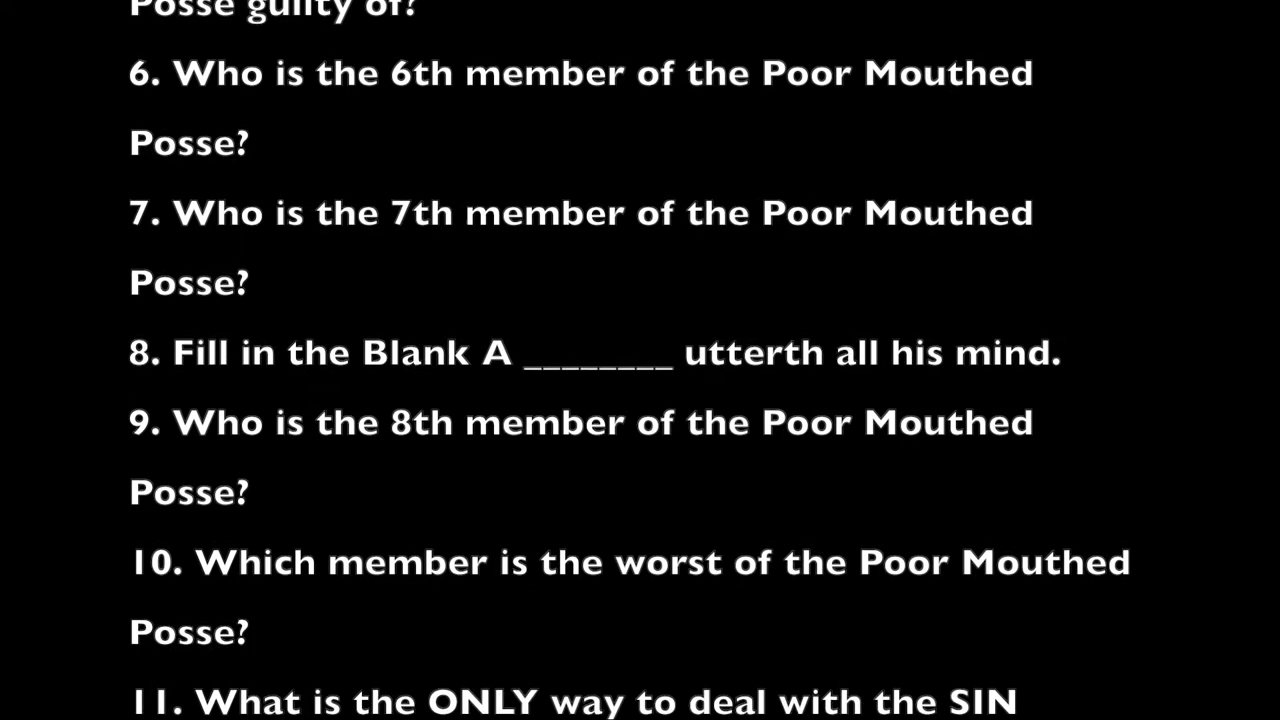 Posse guilty of?
6. Who is the 6th member of the Poor Mouthed
Posse?
7. Who is the 7th member of the Poor Mouthed
Posse?
8. Fill in the Blank A ________ utterth all his mind.
9. Who is the 8th member of the Poor Mouthed
Posse?
10. Which member is the worst of the Poor Mouthed
Posse?
11. What is the ONLY way to deal with the SIN